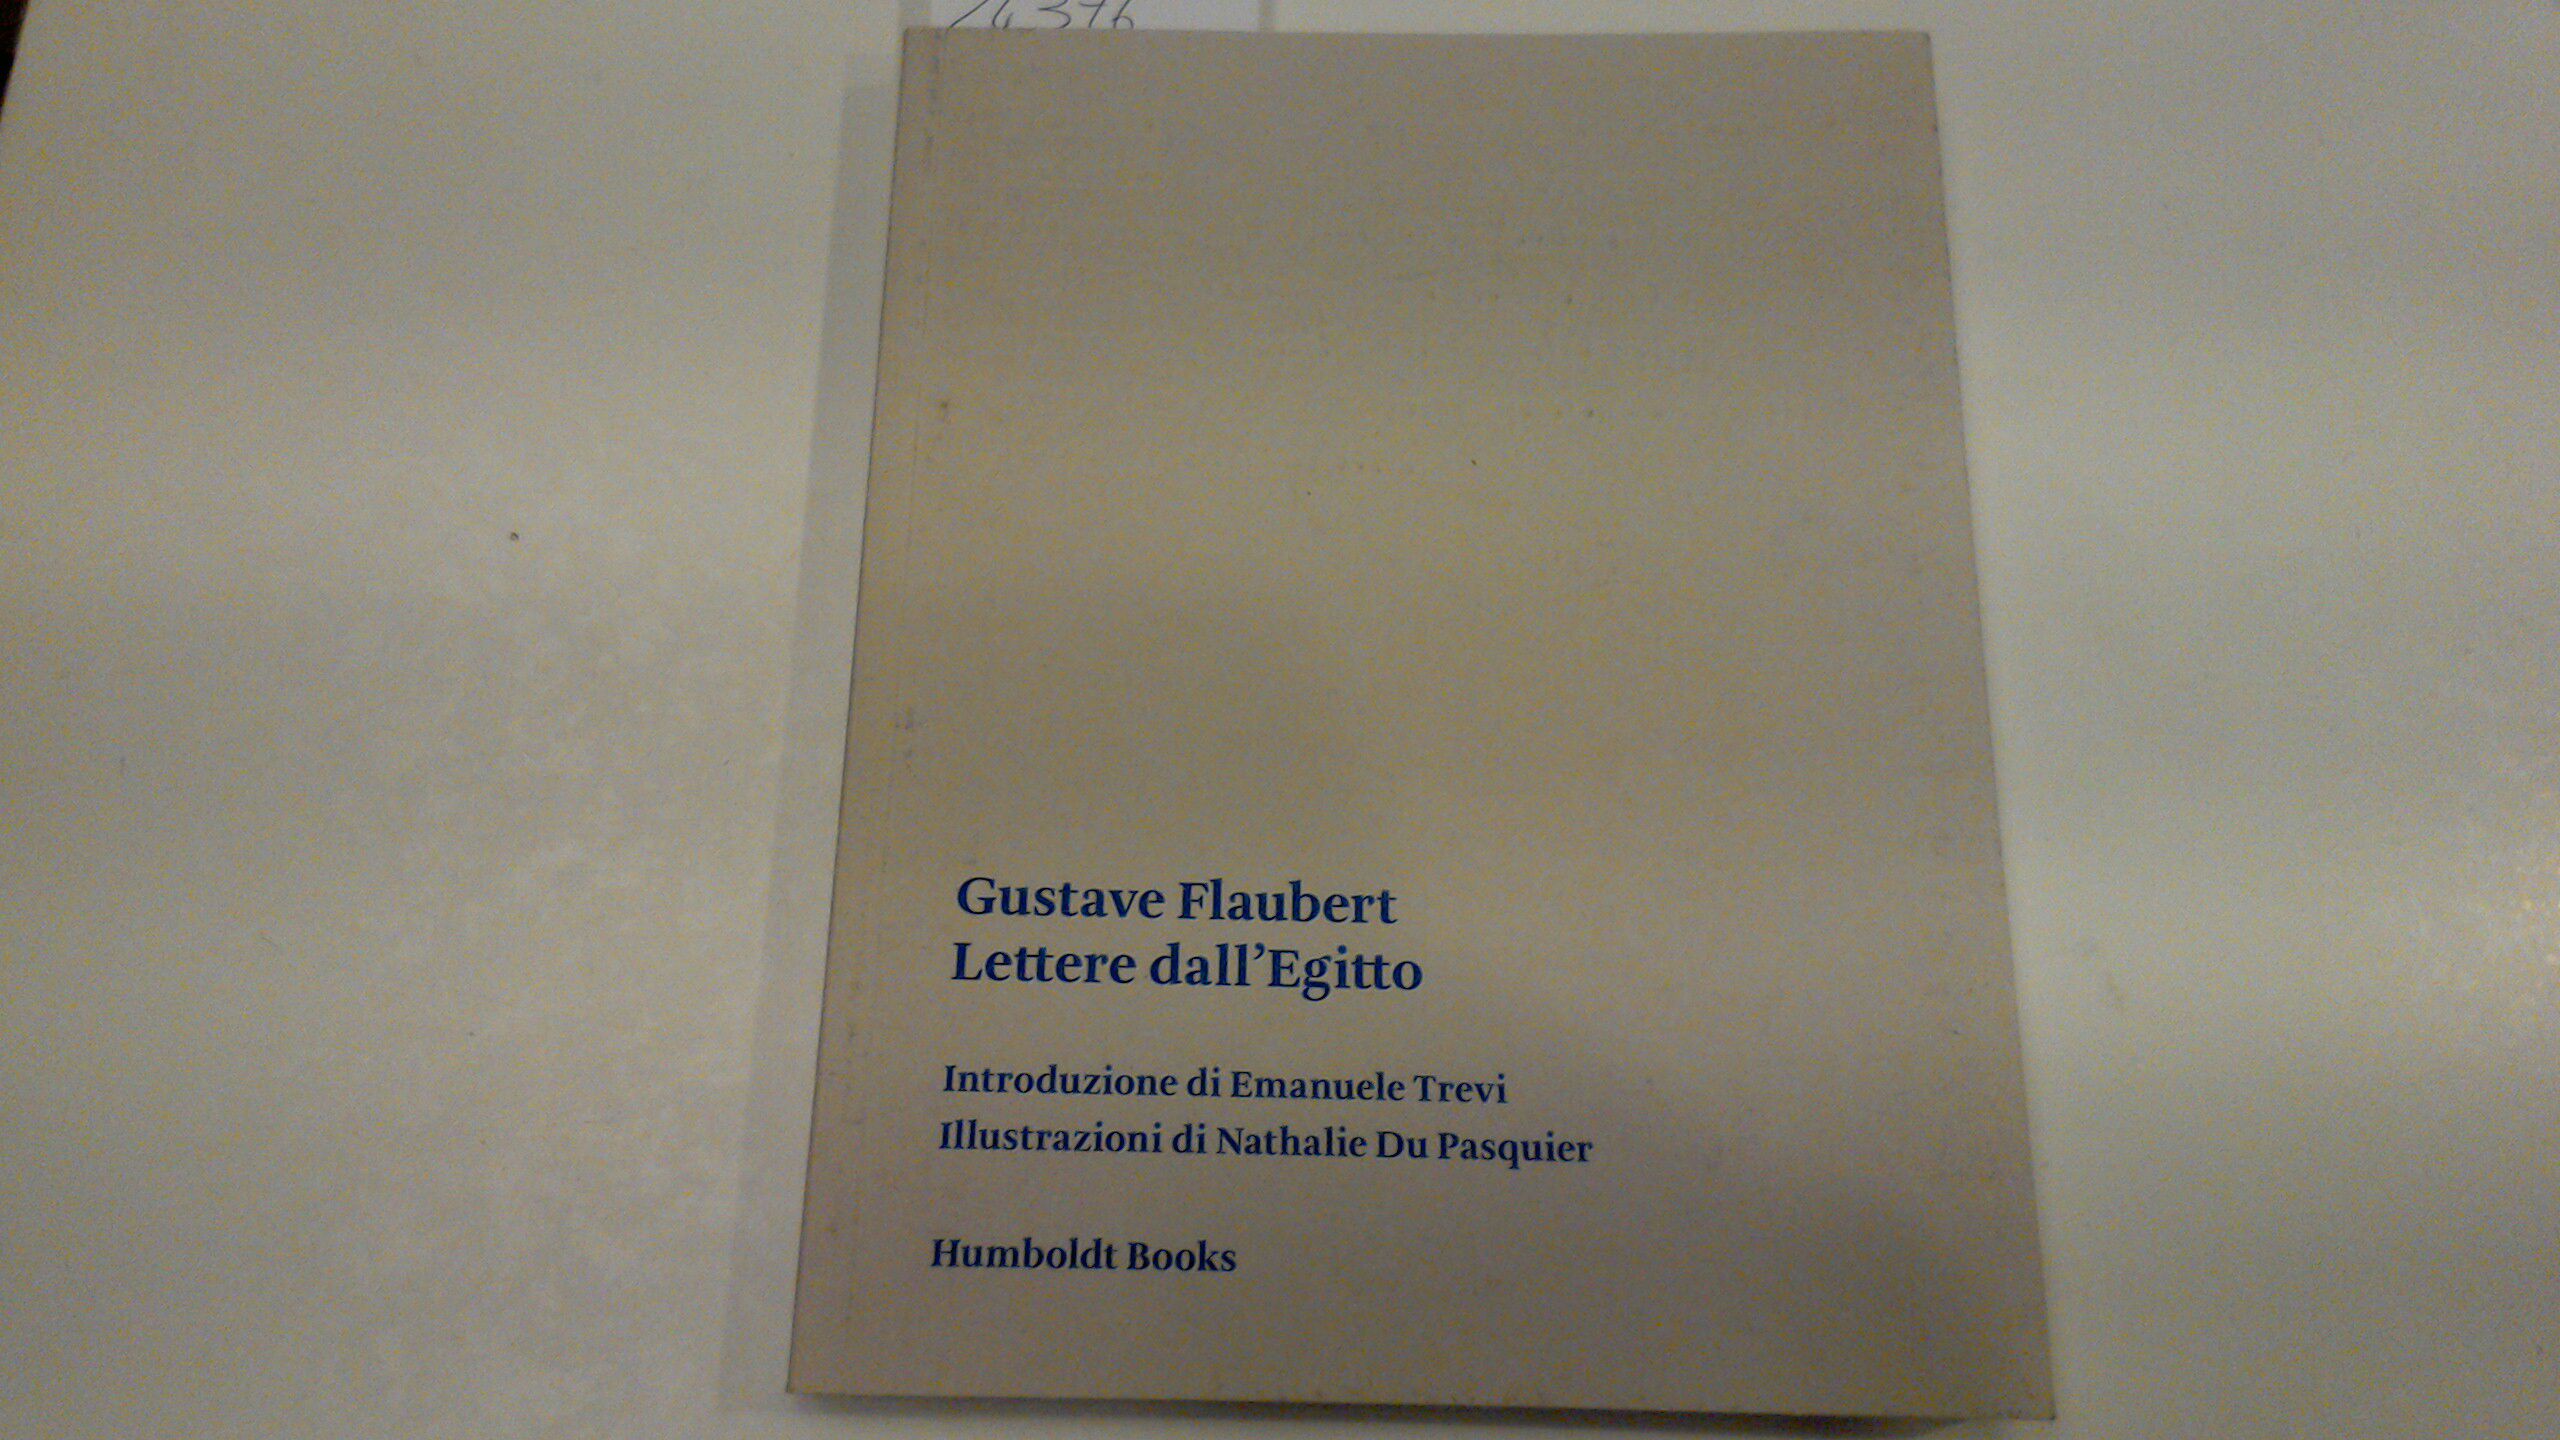 Gustave Flaubert
Lettere dall'Egitto
Introduzione di Emanuele Trevi
Illustrazioni di Nathalie Du Pasquier
Humboldt Books